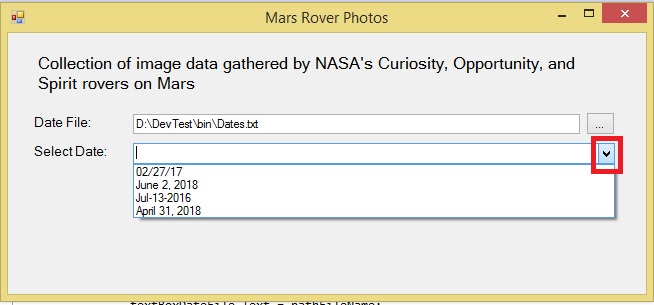 Mars Rover Photos
Collection of image data gathered by NASA's Curiosity, Opportunity, and
Spirit rovers on Mars
Date File: D:\DevTest\bin\Dates.txt ...
Select Date:
02/27/17
June 2, 2018
Jul-13-2016
April 31, 2018